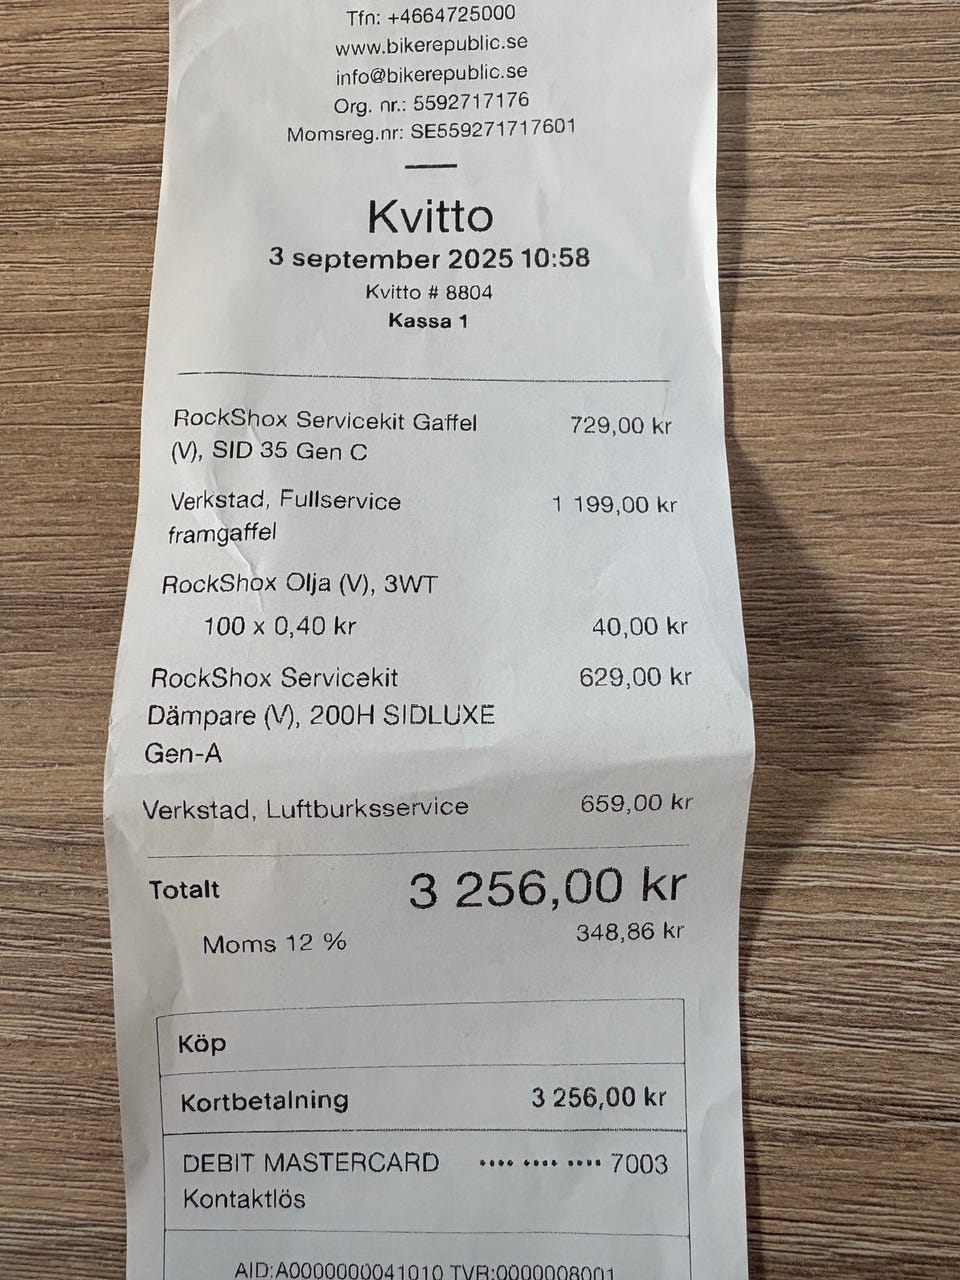 Tfn: +4664725000
www.bikerepublic.se
info@bikerepublic.se
Org. nr.: 5592717176
Momsreg.nr: SE559271717601
Kvitto
3 september 2025 10:58
Kvitto # 8804
Kassa 1
RockShox Servicekit Gaffel 729,00 kr
(V), SID 35 Gen C
Verkstad, Fullservice 1 199,00 kr
framgaffel
RockShox Olja (V), 3WT
100 x 0,40 kr 40,00 kr
RockShox Servicekit 629,00 kr
Dämpare (V), 200H SIDLUXE
Gen-A
Verkstad, Luftburksservice 659,00 kr
Totalt 3 256,00 kr
Moms 12 % 348,86 kr
Köp
Kortbetalning 3 256,00 kr
DEBIT MASTERCARD •••• •••• •••• 7003
Kontaktlös
AID:A0000000041010 TVR:0000008001